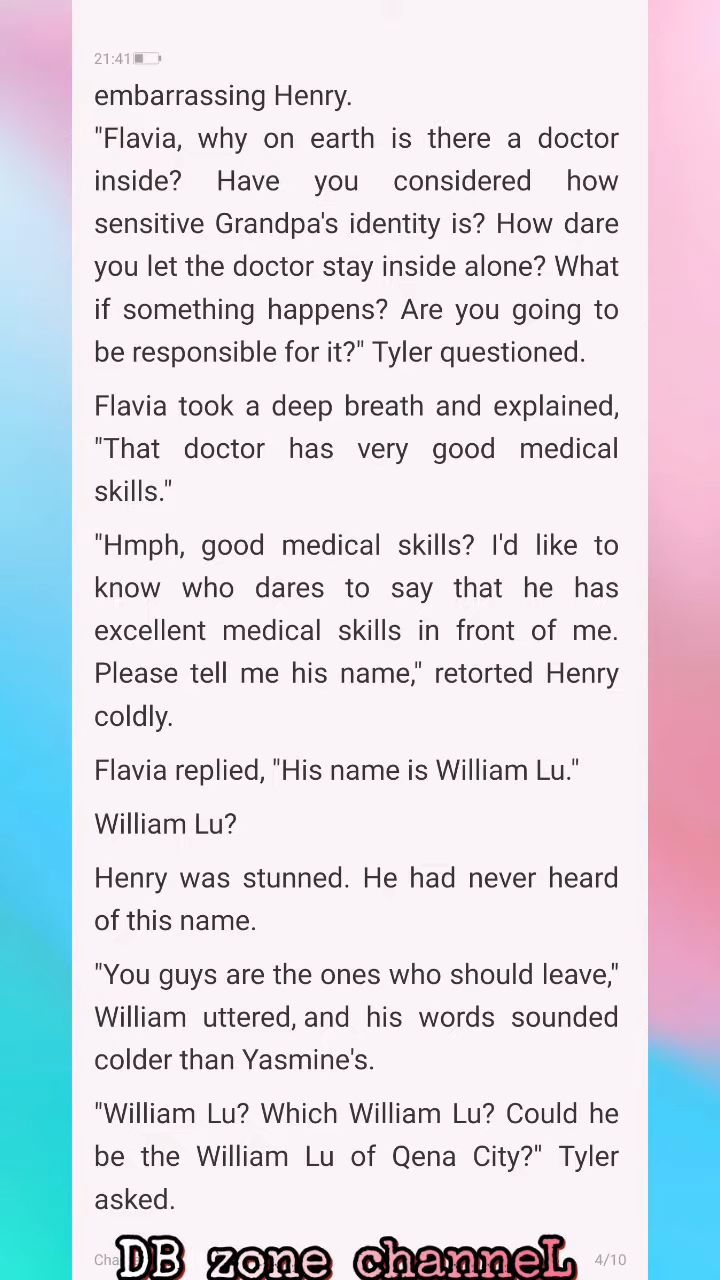 21:41
embarrassing Henry.
"Flavia, why on earth is there a doctor
inside? Have you considered how
sensitive Grandpa's identity is? How dare
you let the doctor stay inside alone? What
if something happens? Are you going to
be responsible for it?" Tyler questioned.
Flavia took a deep breath and explained,
"That doctor has very good medical
skills."
"Hmph, good medical skills? I'd like to
know who dares to say that he has
excellent medical skills in front of me.
Please tell me his name," retorted Henry
coldly.
Flavia replied, "His name is William Lu."
William Lu?
Henry was stunned. He had never heard
of this name.
"You guys are the ones who should leave,"
William uttered, and his words sounded
colder than Yasmine's.
"William Lu? Which William Lu? Could he
be the William Lu of Qena City?" Tyler
asked.
DB zone channeL
4/10